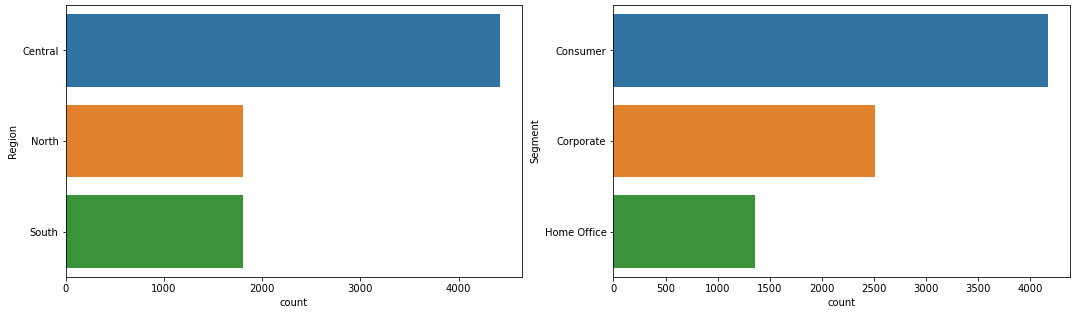 Region
Central
North
South
0 1000 2000 3000 4000
count
Segment
Consumer
Corporate
Home Office
0 500 1000 1500 2000 2500 3000 3500 4000
count